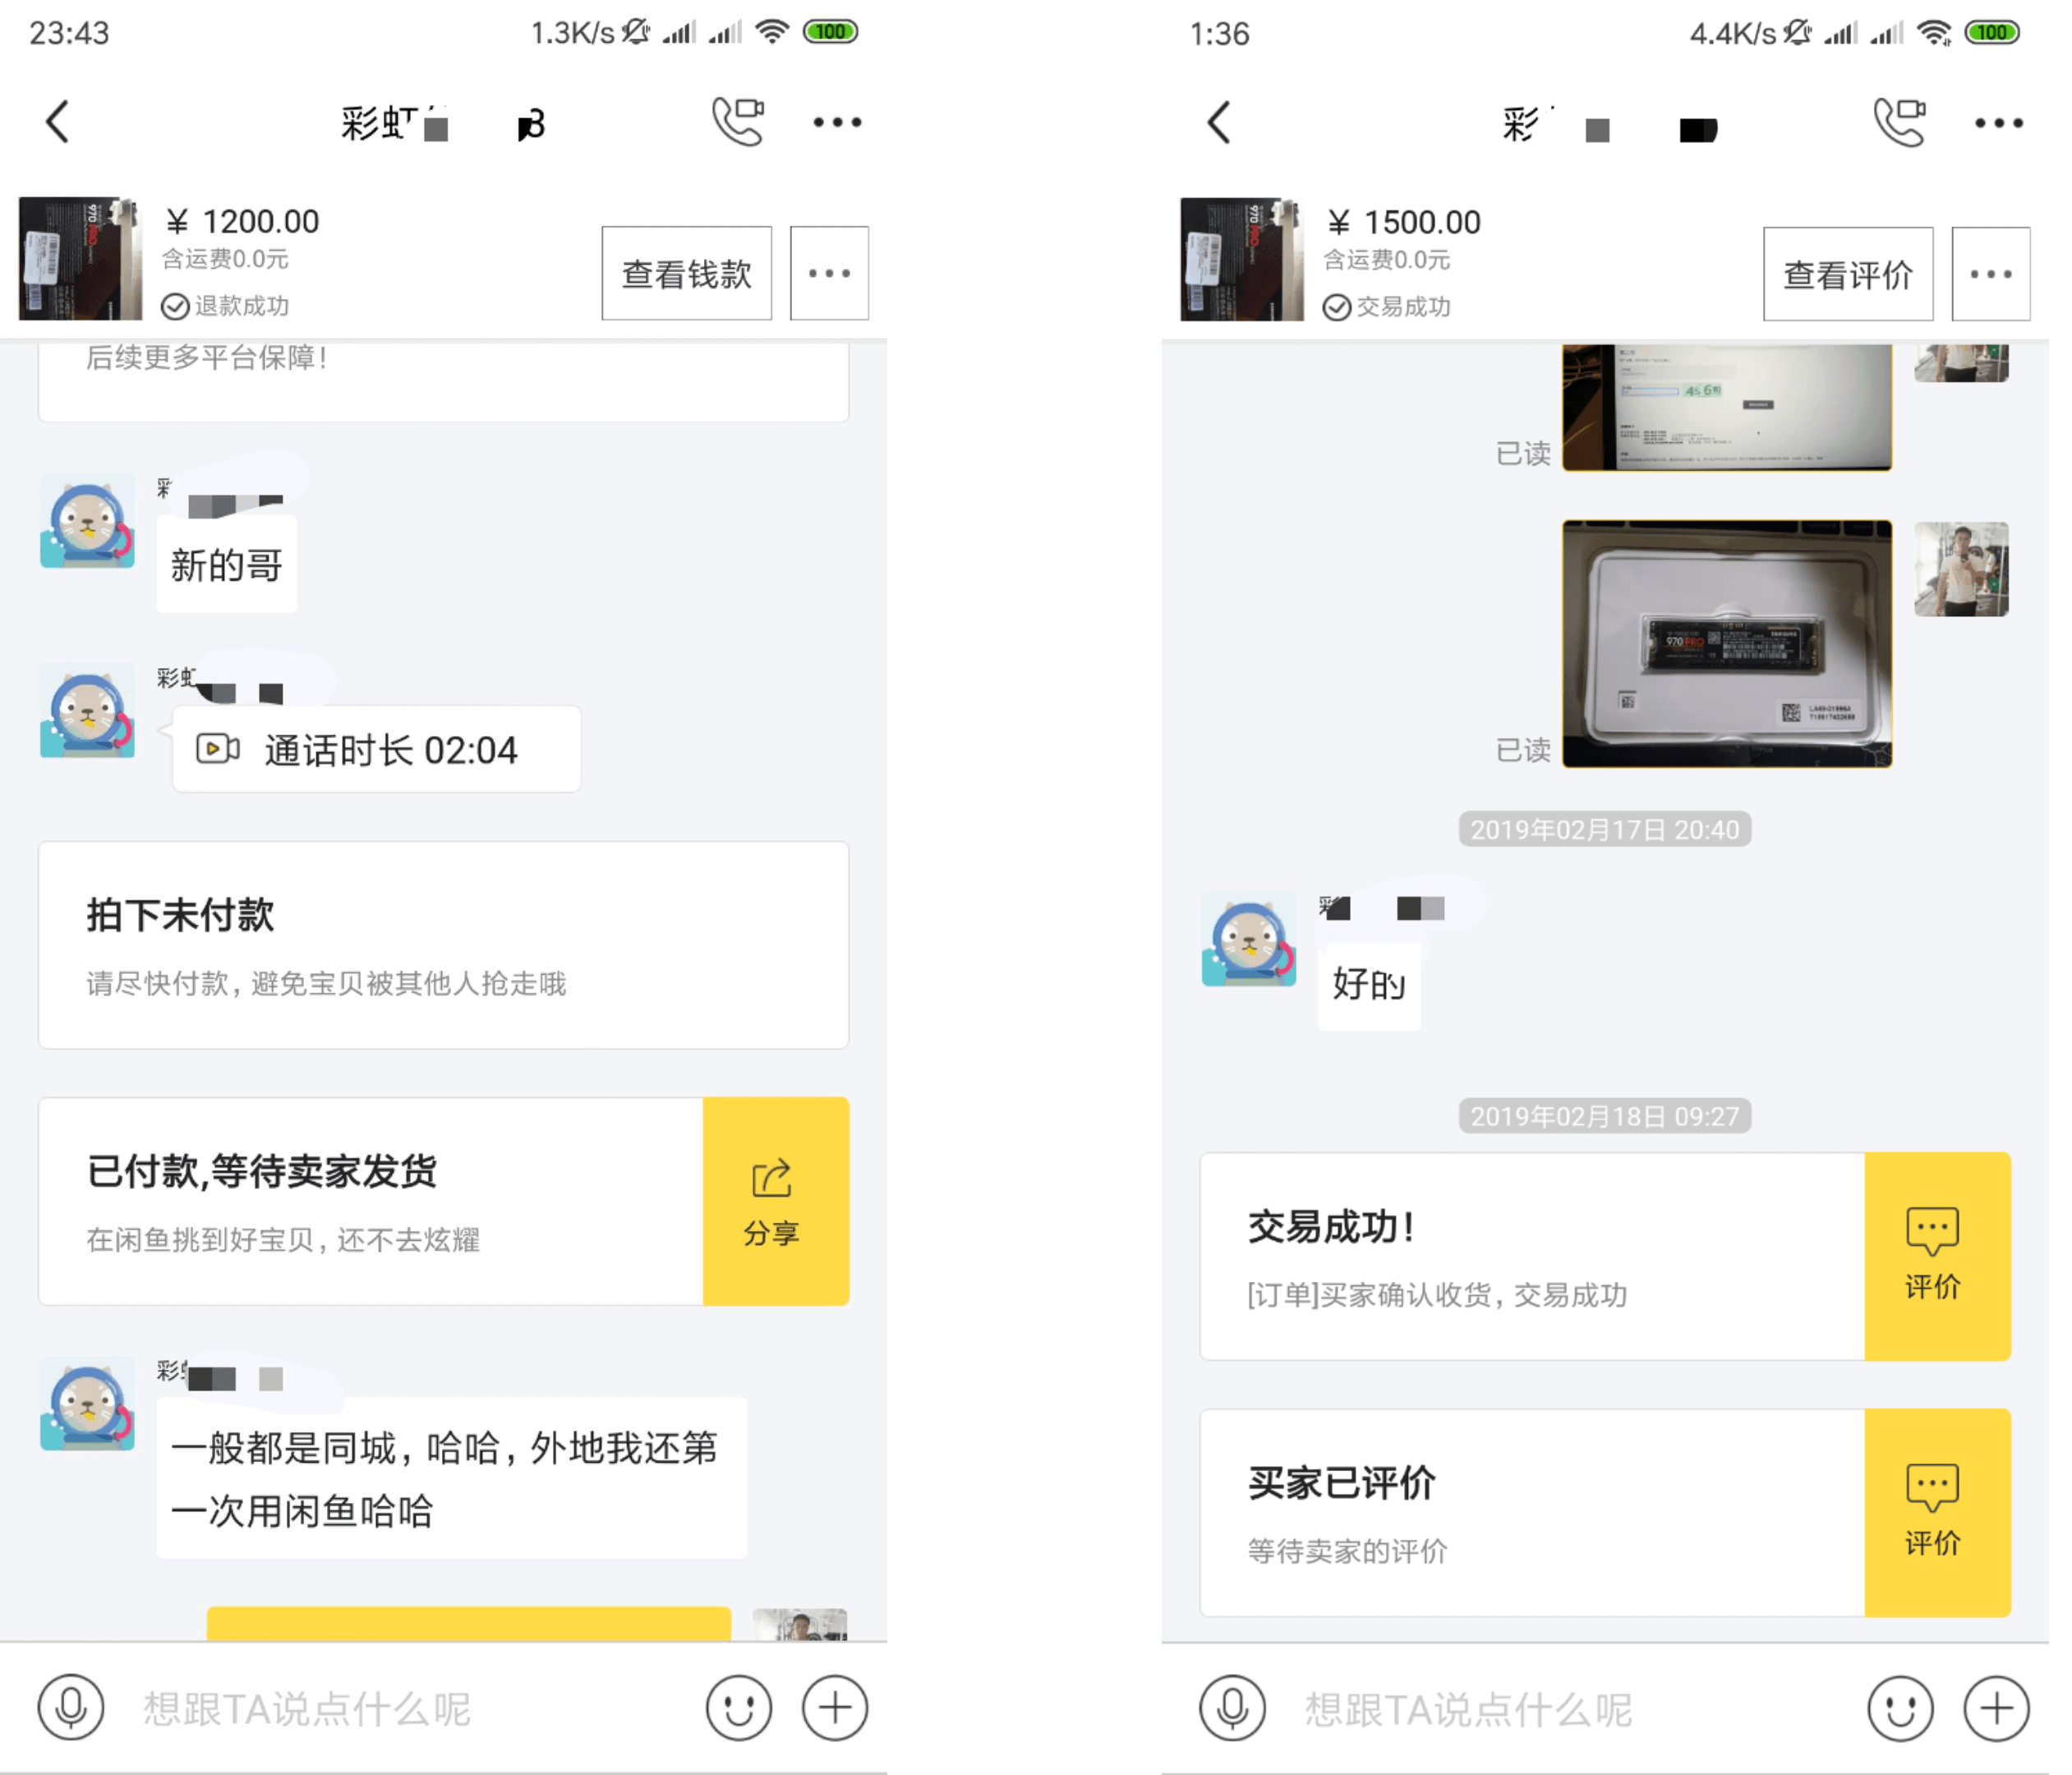 23:43
1.3K/s
100
彩虹
3
970 PRO
¥ 1200.00
含运费0.0元
退款成功
查看钱款
后续更多平台保障！
新的哥
彩虹
通话时长 02:04
拍下未付款
请尽快付款，避免宝贝被其他人抢走哦
已付款,等待卖家发货
在闲鱼挑到好宝贝，还不去炫耀
分享
一般都是同城，哈哈，外地我还第
一次用闲鱼哈哈
想跟TA说点什么呢
1:36
4.4K/s
100
彩
970 PRO
¥ 1500.00
含运费0.0元
交易成功
查看评价
已读
970 PRO
SAMSUNG
已读
2019年02月17日 20:40
好的
2019年02月18日 09:27
交易成功！
[订单]买家确认收货，交易成功
评价
买家已评价
等待卖家的评价
评价
想跟TA说点什么呢